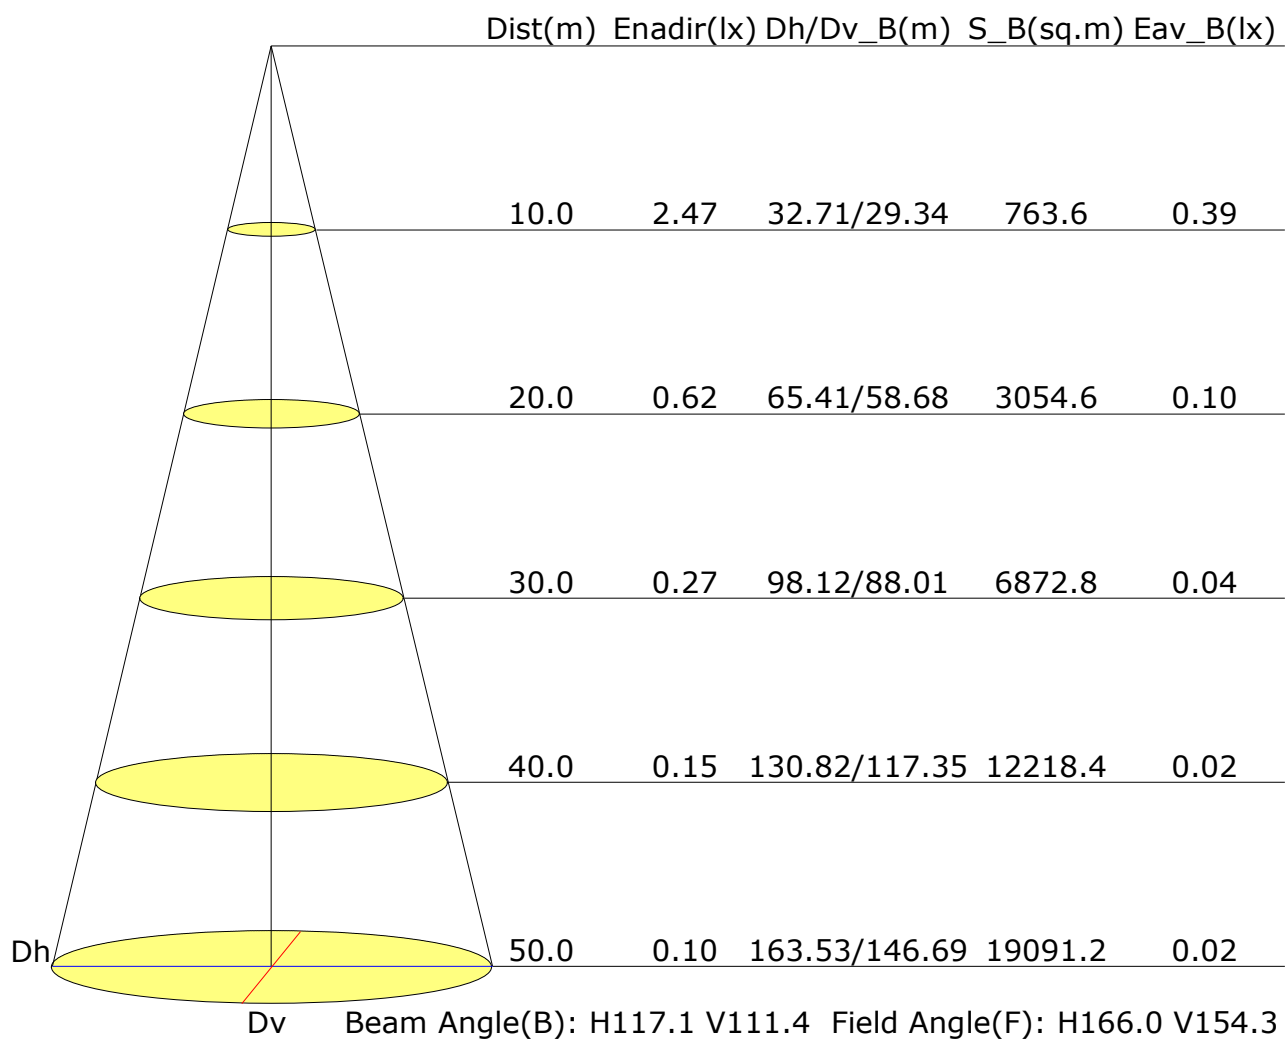 Dist(m) Enadir(lx) Dh/Dv_B(m) S_B(sq.m) Eav_B(lx)
10.0 2.47 32.71/29.34 763.6 0.39
20.0 0.62 65.41/58.68 3054.6 0.10
30.0 0.27 98.12/88.01 6872.8 0.04
40.0 0.15 130.82/117.35 12218.4 0.02
Dh 50.0 0.10 163.53/146.69 19091.2 0.02
Dv Beam Angle(B): H117.1 V111.4 Field Angle(F): H166.0 V154.3